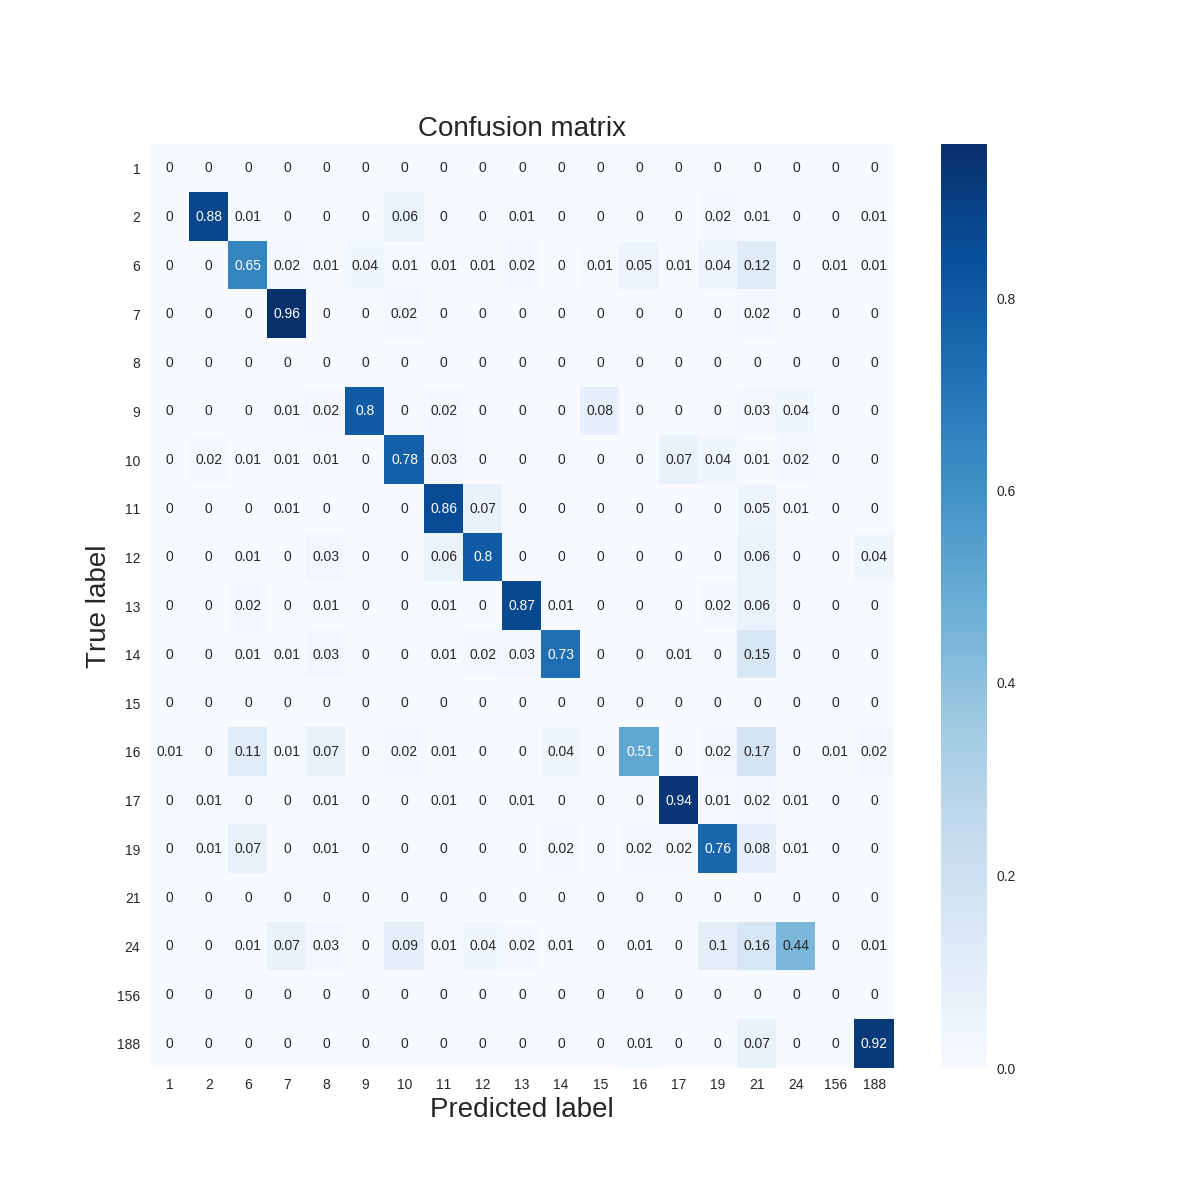 Confusion matrix
1 0 0 0 0 0 0 0 0 0 0 0 0 0 0 0 0 0 0 0
2 0 0.88 0.01 0 0 0 0.06 0 0 0.01 0 0 0 0 0.02 0.01 0 0 0.01
6 0 0 0.65 0.02 0.01 0.04 0.01 0.01 0.01 0.02 0 0.01 0.05 0.01 0.04 0.12 0 0.01 0.01
7 0 0 0 0.96 0 0 0.02 0 0 0 0 0 0 0 0 0.02 0 0 0
0.8
8 0 0 0 0 0 0 0 0 0 0 0 0 0 0 0 0 0 0 0
9 0 0 0 0.01 0.02 0.8 0 0.02 0 0 0 0.08 0 0 0 0.03 0.04 0 0
10 0 0.02 0.01 0.01 0.01 0 0.78 0.03 0 0 0 0 0 0.07 0.04 0.01 0.02 0 0
0.6
11 0 0 0 0.01 0 0 0 0.86 0.07 0 0 0 0 0 0 0.05 0.01 0 0
12 0 0 0.01 0 0.03 0 0 0.06 0.8 0 0 0 0 0 0 0.06 0 0 0.04
13 0 0 0.02 0 0.01 0 0 0.01 0 0.87 0.01 0 0 0 0.02 0.06 0 0 0
True label
14 0 0 0.01 0.01 0.03 0 0 0.01 0.02 0.03 0.73 0 0 0.01 0 0.15 0 0 0
0.4
15 0 0 0 0 0 0 0 0 0 0 0 0 0 0 0 0 0 0 0
16 0.01 0 0.11 0.01 0.07 0 0.02 0.01 0 0 0.04 0 0.51 0 0.02 0.17 0 0.01 0.02
17 0 0.01 0 0 0.01 0 0 0.01 0 0.01 0 0 0 0.94 0.01 0.02 0.01 0 0
19 0 0.01 0.07 0 0.01 0 0 0 0 0 0.02 0 0.02 0.02 0.76 0.08 0.01 0 0
0.2
21 0 0 0 0 0 0 0 0 0 0 0 0 0 0 0 0 0 0 0
24 0 0 0.01 0.07 0.03 0 0.09 0.01 0.04 0.02 0.01 0 0.01 0 0.1 0.16 0.44 0 0.01
156 0 0 0 0 0 0 0 0 0 0 0 0 0 0 0 0 0 0 0
188 0 0 0 0 0 0 0 0 0 0 0 0 0.01 0 0 0.07 0 0 0.92
0.0
1 2 6 7 8 9 10 11 12 13 14 15 16 17 19 21 24 156 188
Predicted label